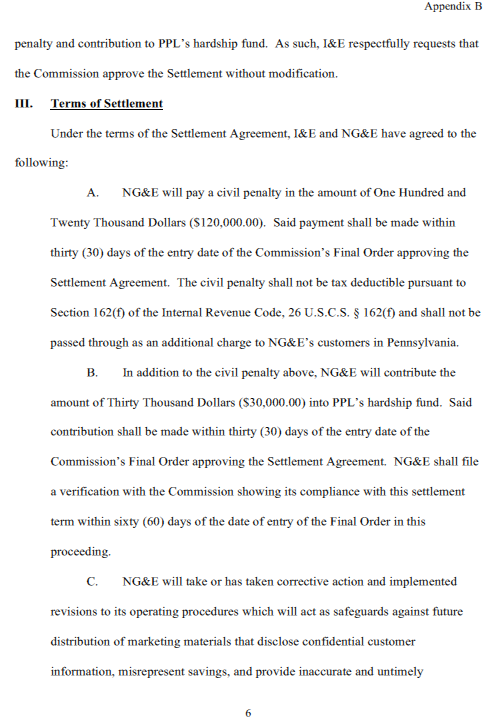 Appendix B
penalty and contribution to PPL's hardship fund. As such, I&E respectfully requests that
the Commission approve the Settlement without modification.
III. Terms of Settlement
Under the terms of the Settlement Agreement, I&E and NG&E have agreed to the
following:
A. NG&E will pay a civil penalty in the amount of One Hundred and
Twenty Thousand Dollars ($120,000.00). Said payment shall be made within
thirty (30) days of the entry date of the Commission's Final Order approving the
Settlement Agreement. The civil penalty shall not be tax deductible pursuant to
Section 162(f) of the Internal Revenue Code, 26 U.S.C.S. § 162(f) and shall not be
passed through as an additional charge to NG&E's customers in Pennsylvania.
B. In addition to the civil penalty above, NG&E will contribute the
amount of Thirty Thousand Dollars ($30,000.00) into PPL's hardship fund. Said
contribution shall be made within thirty (30) days of the entry date of the
Commission's Final Order approving the Settlement Agreement. NG&E shall file
a verification with the Commission showing its compliance with this settlement
term within sixty (60) days of the date of entry of the Final Order in this
proceeding.
C. NG&E will take or has taken corrective action and implemented
revisions to its operating procedures which will act as safeguards against future
distribution of marketing materials that disclose confidential customer
information, misrepresent savings, and provide inaccurate and untimely
6